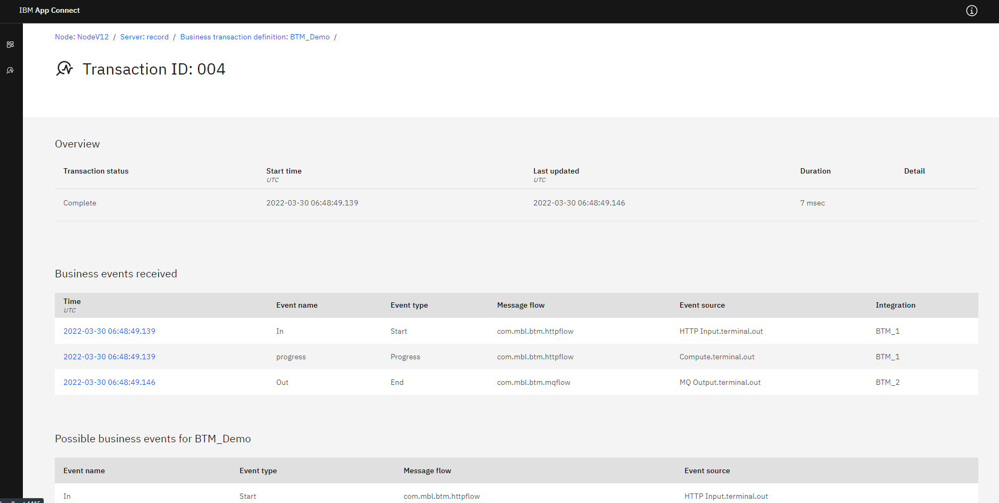 IBM App Connect
Node: NodeV12 / Server: record / Business transaction definition: BTM_Demo /
Transaction ID: 004
Overview
Transaction status Start time Last updated Duration Detail
UTC UTC
Complete 2022-03-30 06:48:49.139 2022-03-30 06:48:49.146 7 msec
Business events received
Time Event name Event type Message flow Event source Integration
UTC
2022-03-30 06:48:49.139 In Start com.mbl.btm.httpflow HTTP Input.terminal.out BTM_1
2022-03-30 06:48:49.139 progress Progress com.mbl.btm.httpflow Compute.terminal.out BTM_1
2022-03-30 06:48:49.146 Out End com.mbl.btm.mqflow MQ Output.terminal.out BTM_2
Possible business events for BTM_Demo
Event name Event type Message flow Event source
In Start com.mbl.btm.httpflow HTTP Input.terminal.out